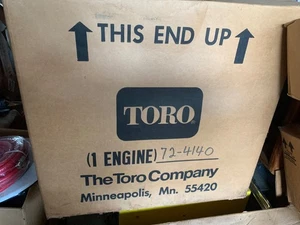 THIS END UP
TORO
(1 ENGINE) 72-4140
The Toro Company
Minneapolis, Mn. 55420